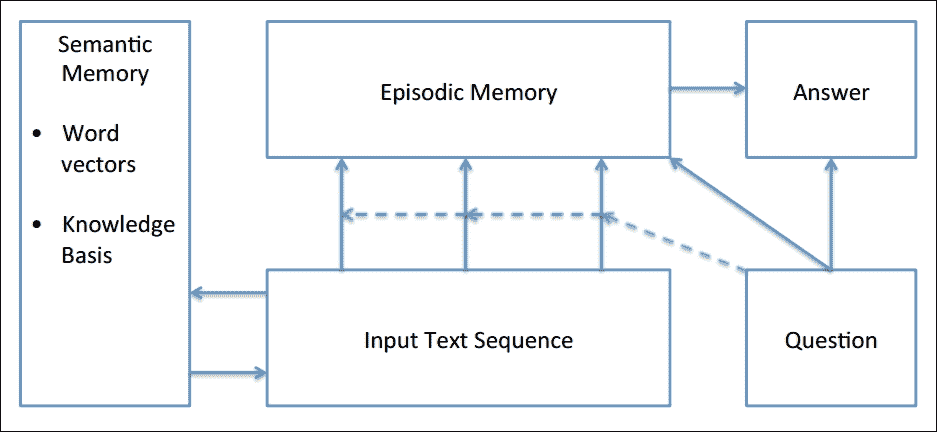 Semantic
Memory
• Word
vectors
• Knowledge
Basis
Episodic Memory
Answer
Input Text Sequence
Question